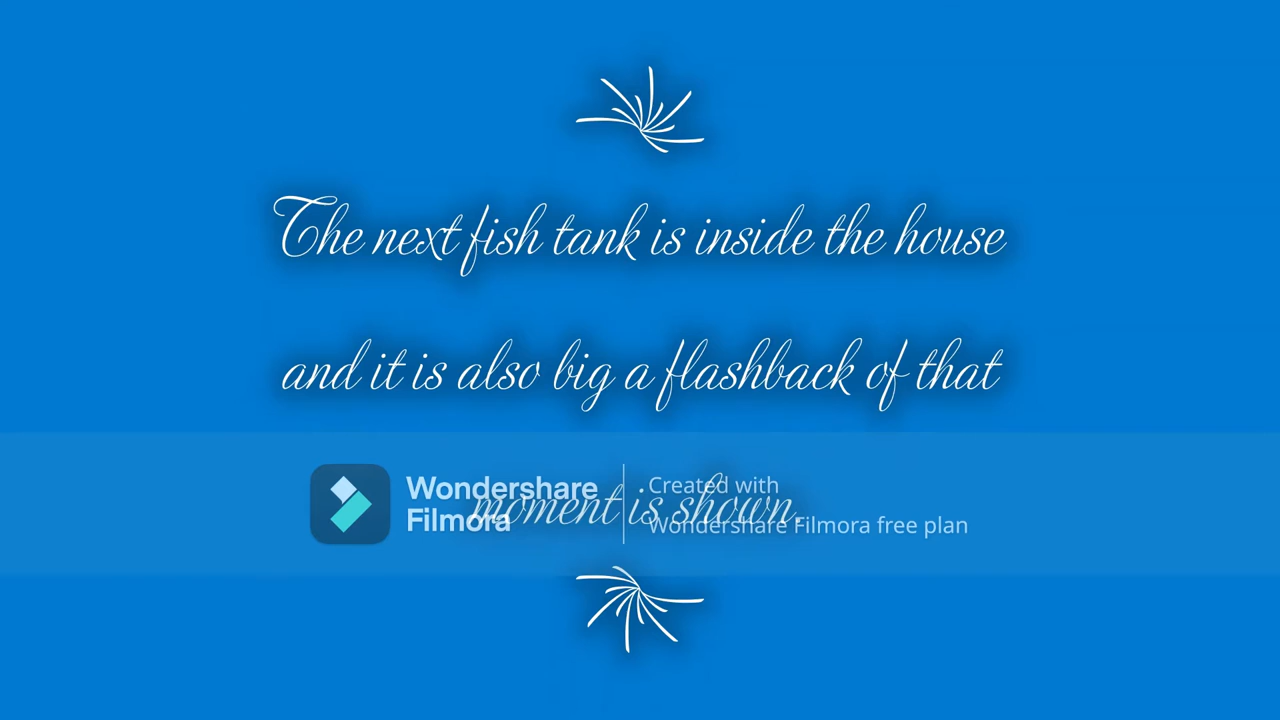 The next fish tank is inside the house
and it is also big a flashback of that
moment is shown.
Wondershare
Filmora
Created with
Wondershare Filmora free plan